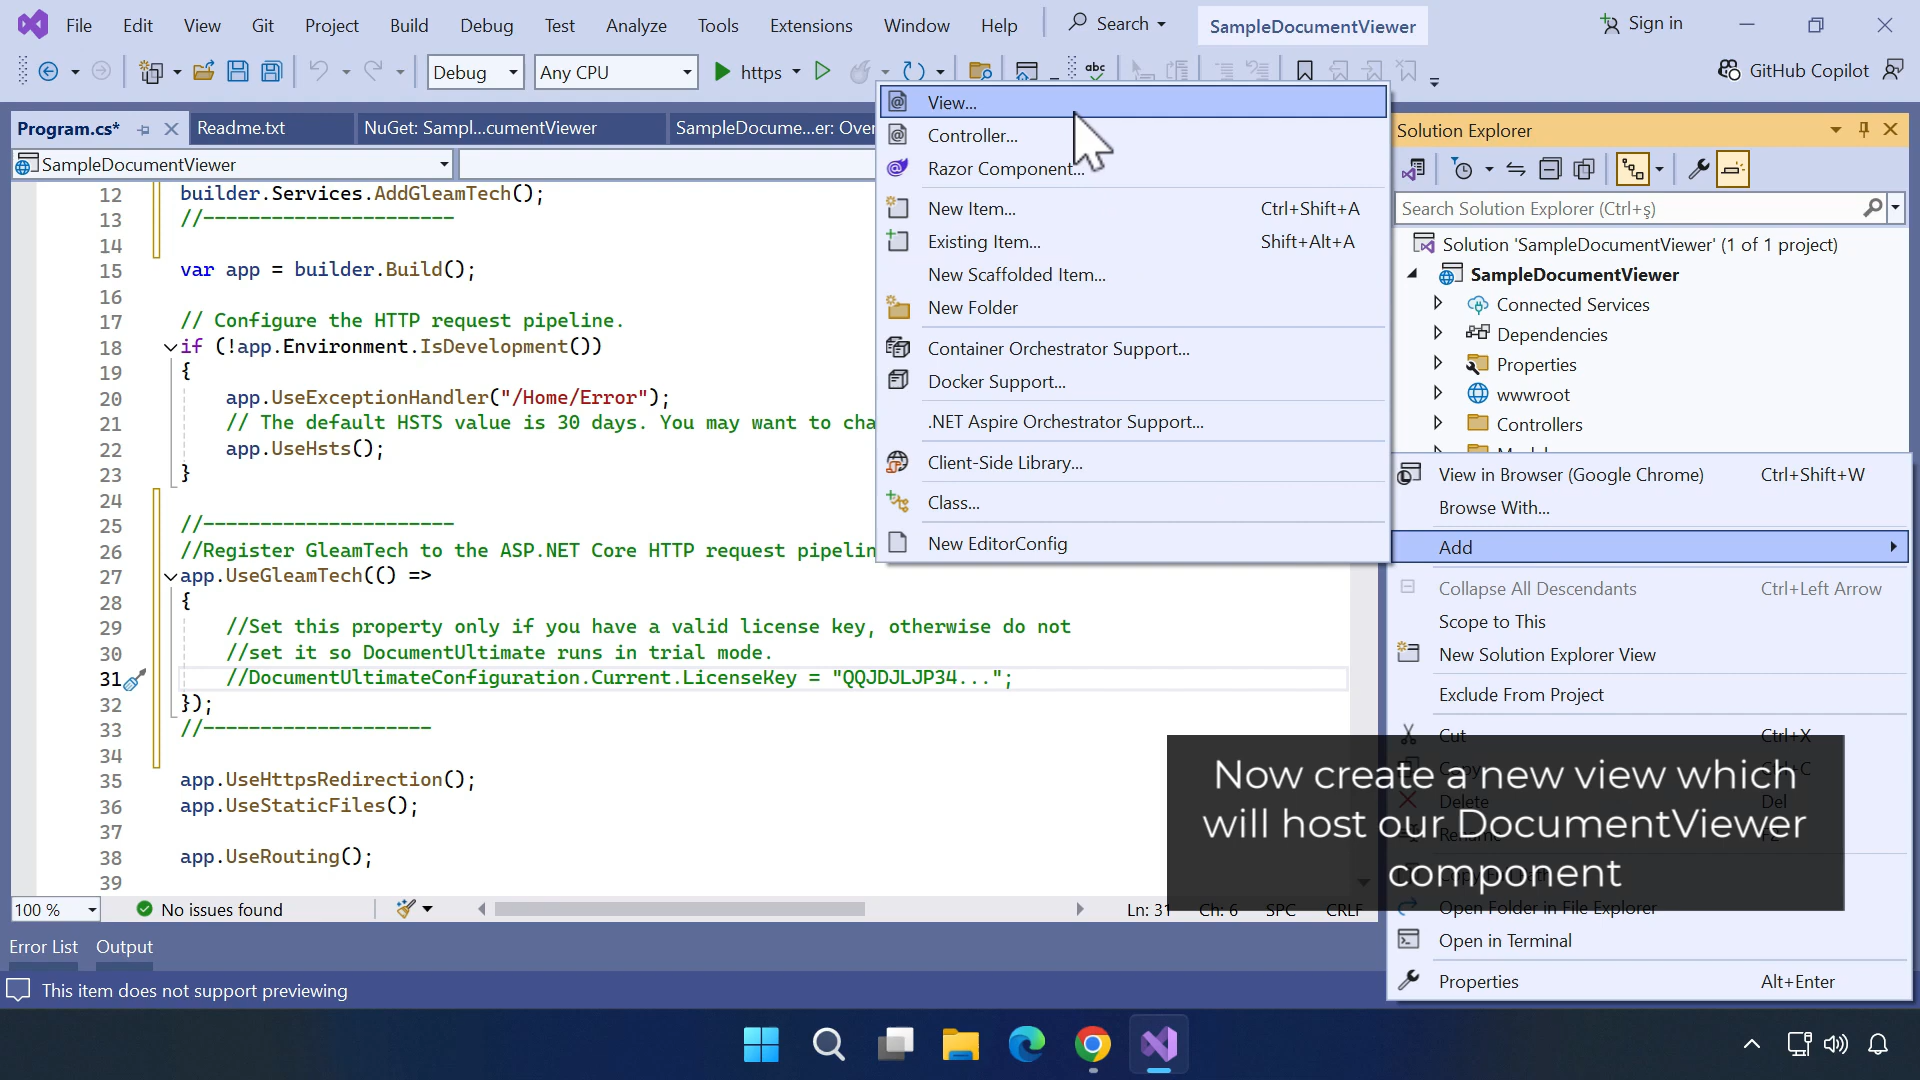 File Edit View Git Project Build Debug Test Analyze Tools Extensions Window Help Search SampleDocumentViewer Sign in
Debug Any CPU https abc GitHub Copilot
Program.cs* Readme.txt NuGet: Sampl...cumentViewer SampleDocume...er: Over
SampleDocumentViewer
12 builder.Services.AddGleamTech();
13 //----------------------
14
15 var app = builder.Build();
16
17 // Configure the HTTP request pipeline.
18 if (!app.Environment.IsDevelopment())
19 {
20 app.UseExceptionHandler("/Home/Error");
21 // The default HSTS value is 30 days. You may want to cha
22 app.UseHsts();
23 }
24
25 //----------------------
26 //Register GleamTech to the ASP.NET Core HTTP request pipelin
27 app.UseGleamTech(() =>
28 {
29 //Set this property only if you have a valid license key, otherwise do not
30 //set it so DocumentUltimate runs in trial mode.
31 //DocumentUltimateConfiguration.Current.LicenseKey = "QQJDJLJP34...";
32 });
33 //----------------------
34
35 app.UseHttpsRedirection();
36 app.UseStaticFiles();
37
38 app.UseRouting();
39
100 % No issues found Ln: 31 Ch: 6 SPC CRLF
Error List Output
This item does not support previewing
View...
Controller...
Razor Component...
New Item... Ctrl+Shift+A
Existing Item... Shift+Alt+A
New Scaffolded Item...
New Folder
Container Orchestrator Support...
Docker Support...
.NET Aspire Orchestrator Support...
Client-Side Library...
Class...
New EditorConfig
Solution Explorer
Search Solution Explorer (Ctrl+ş)
Solution 'SampleDocumentViewer' (1 of 1 project)
SampleDocumentViewer
Connected Services
Dependencies
Properties
wwwroot
Controllers
View in Browser (Google Chrome) Ctrl+Shift+W
Browse With...
Add
Collapse All Descendants Ctrl+Left Arrow
Scope to This
New Solution Explorer View
Exclude From Project
Cut Ctrl+X
Copy
Delete Del
Rename F2
Open Folder in File Explorer
Open in Terminal
Properties Alt+Enter
Now create a new view which
will host our DocumentViewer
component